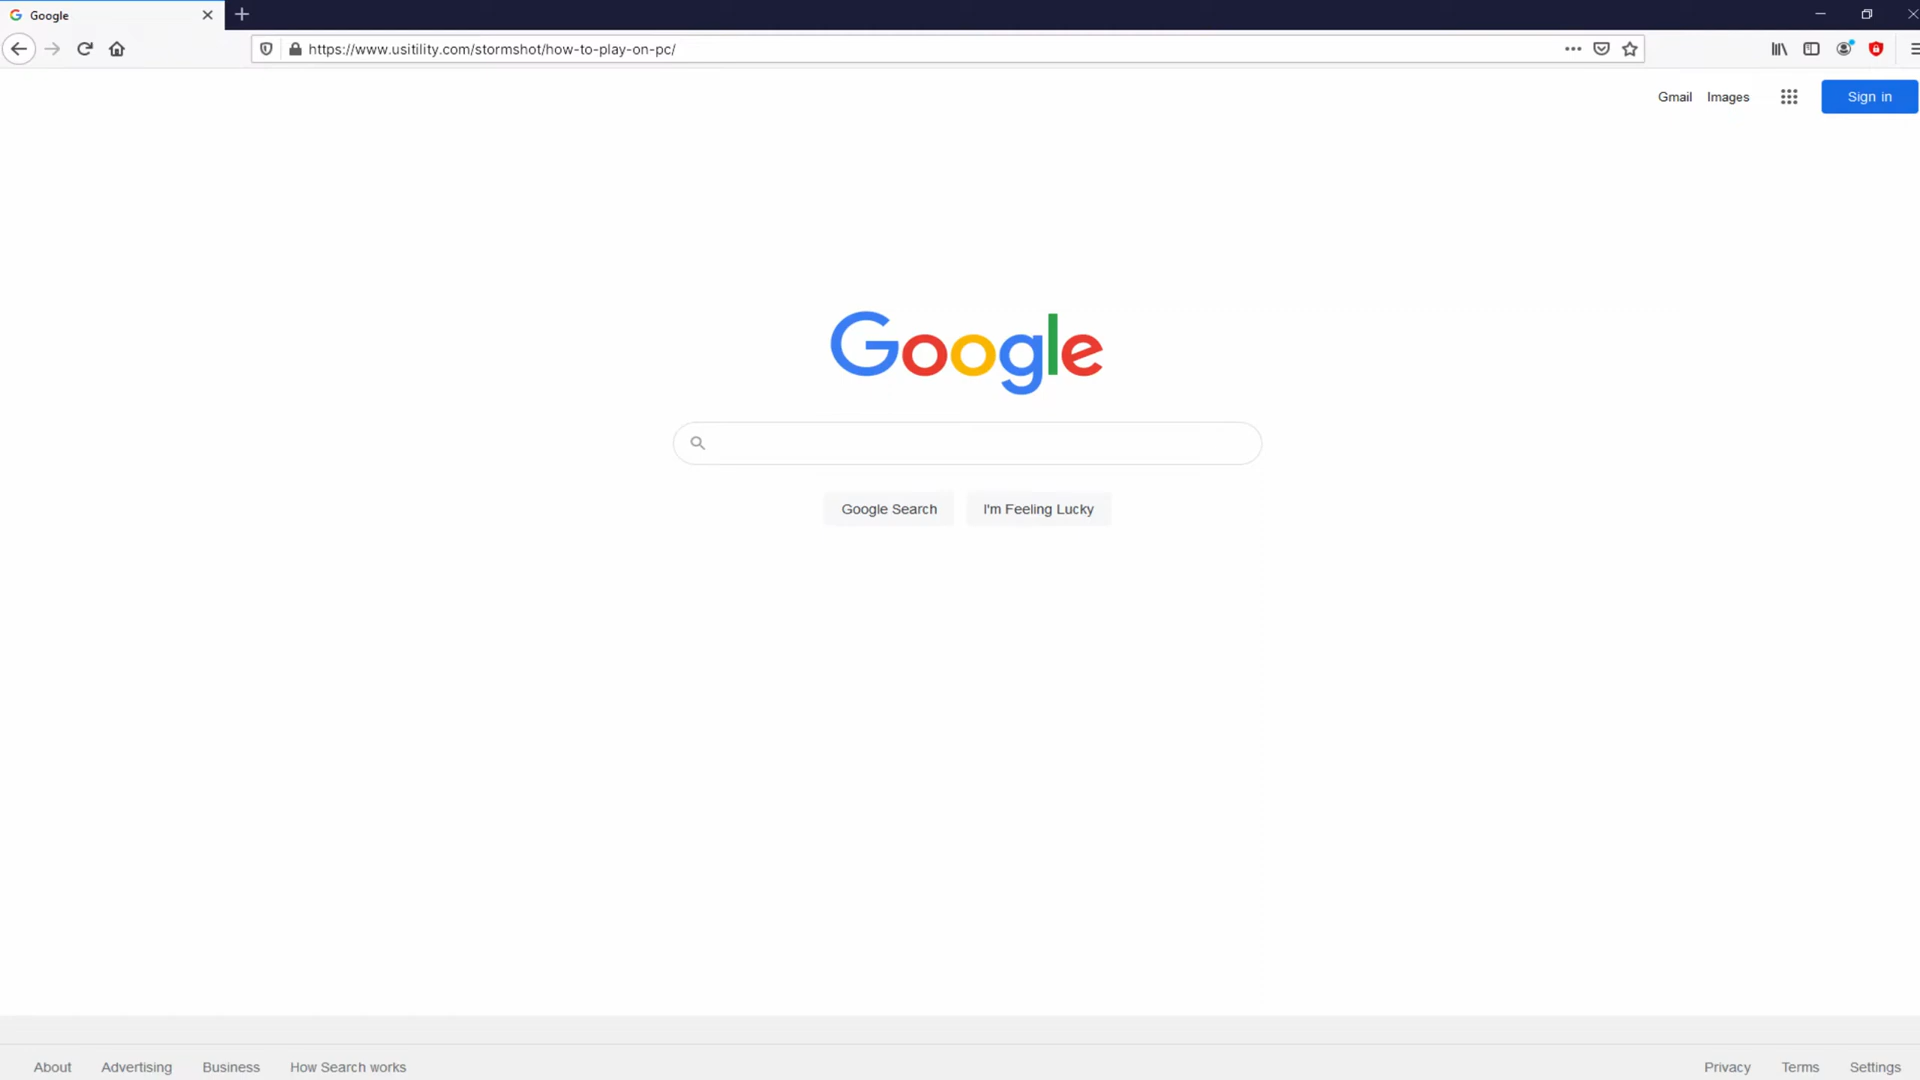 Google
https://www.usitility.com/stormshot/how-to-play-on-pc/
Gmail Images Sign in
Google
Google Search I'm Feeling Lucky
About Advertising Business How Search works Privacy Terms Settings